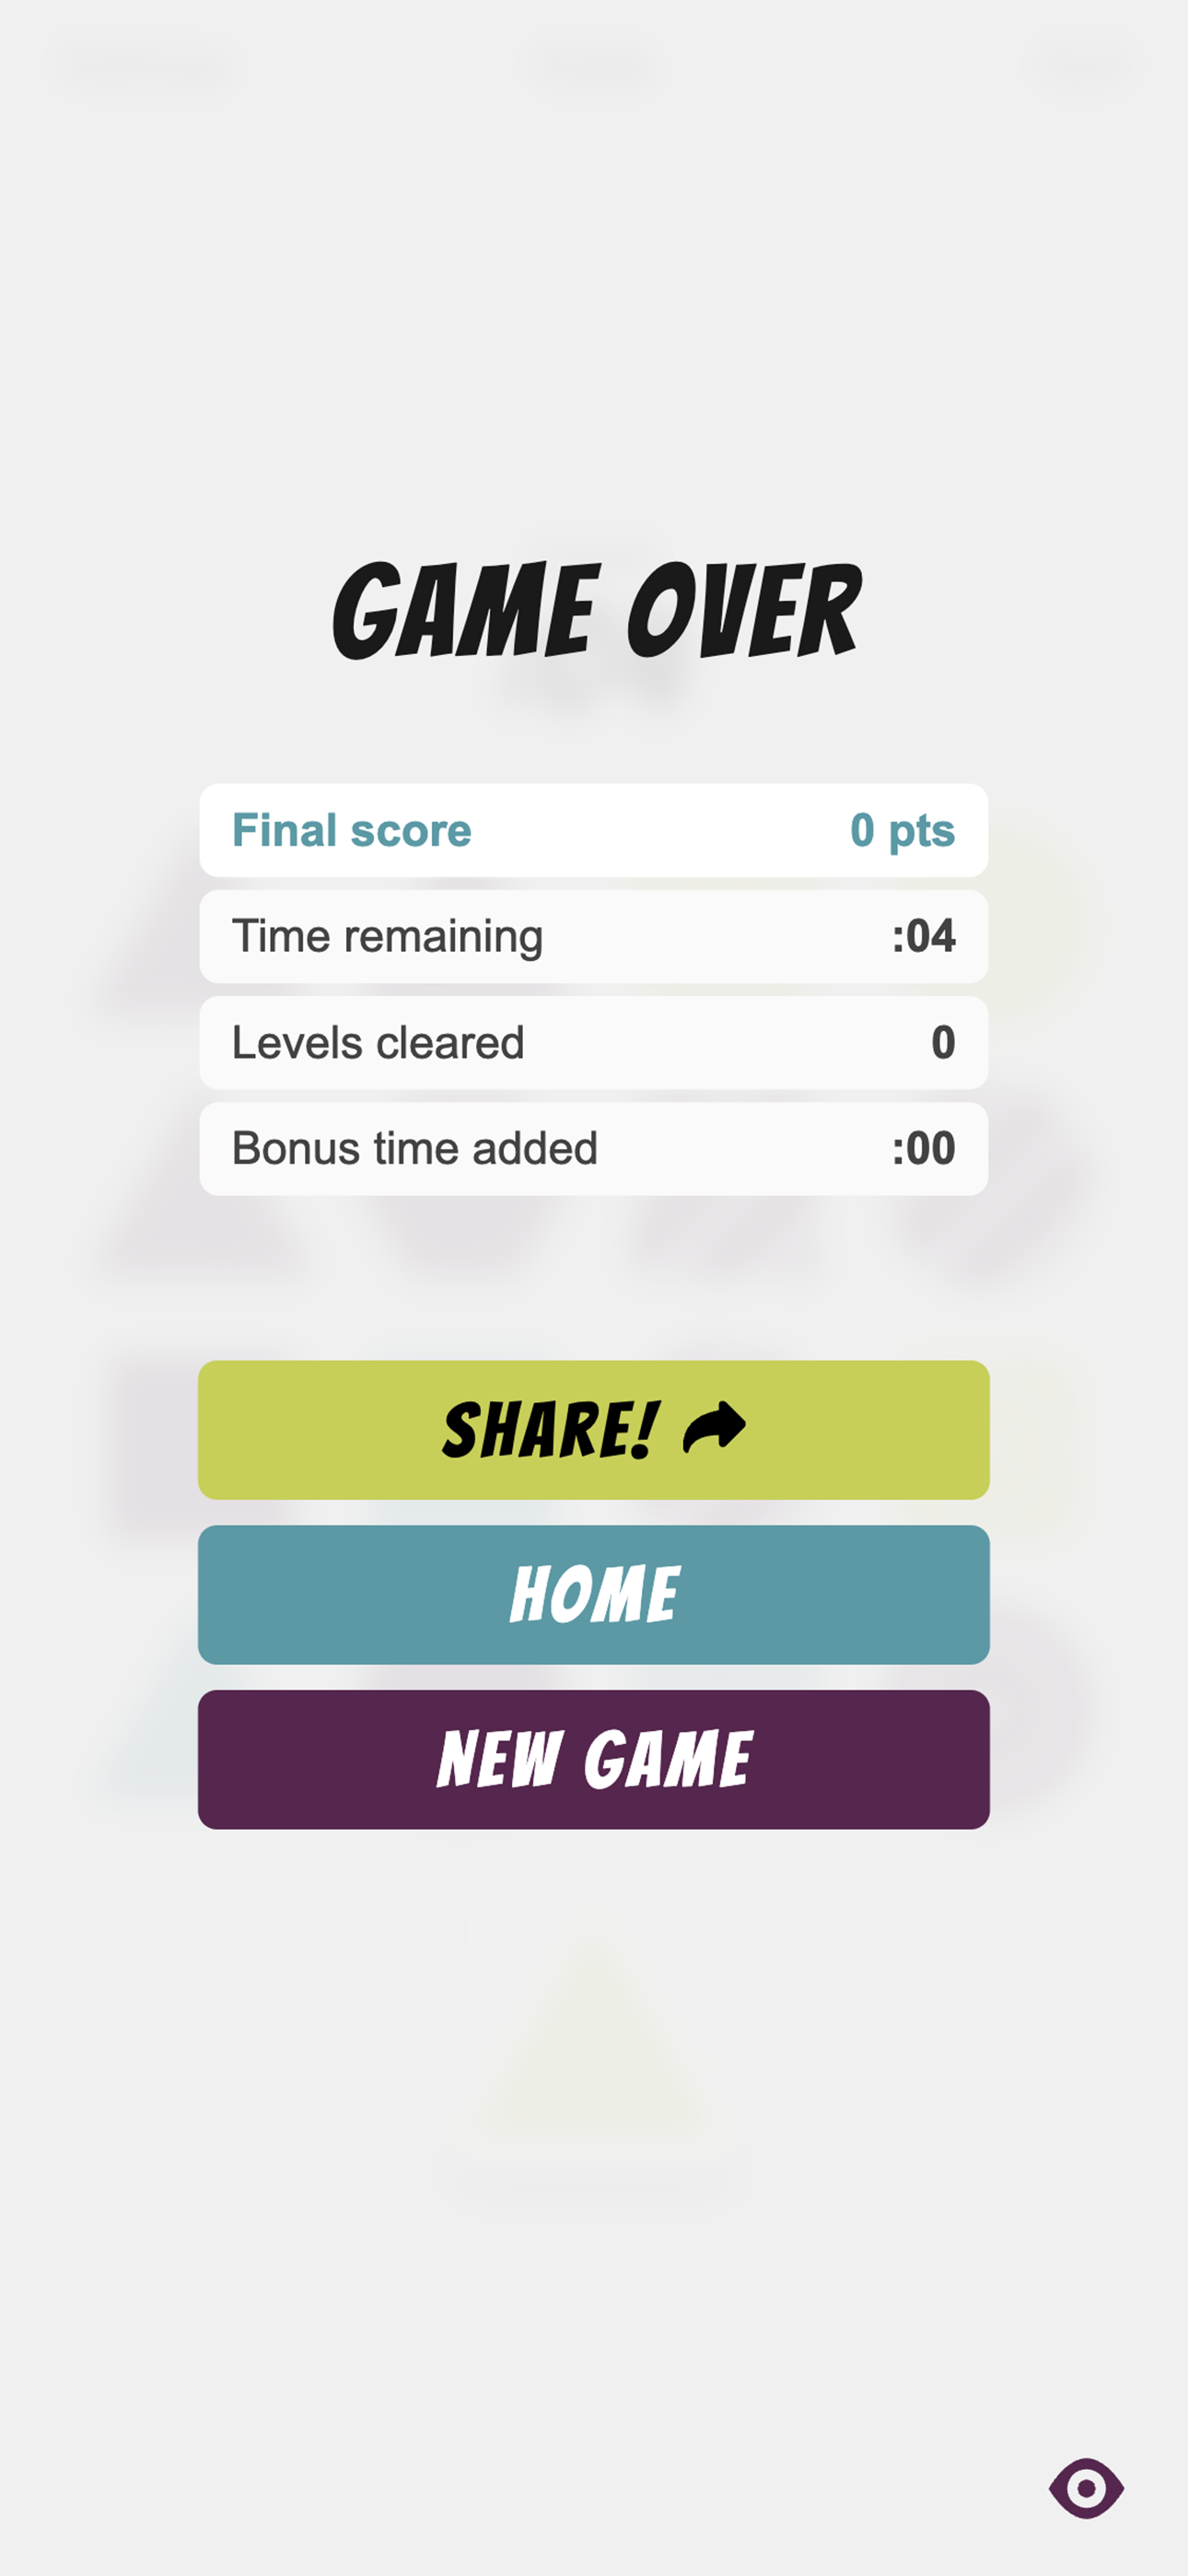 GAME OVER
Final score 0 pts
Time remaining :04
Levels cleared 0
Bonus time added :00
SHARE!
HOME
NEW GAME